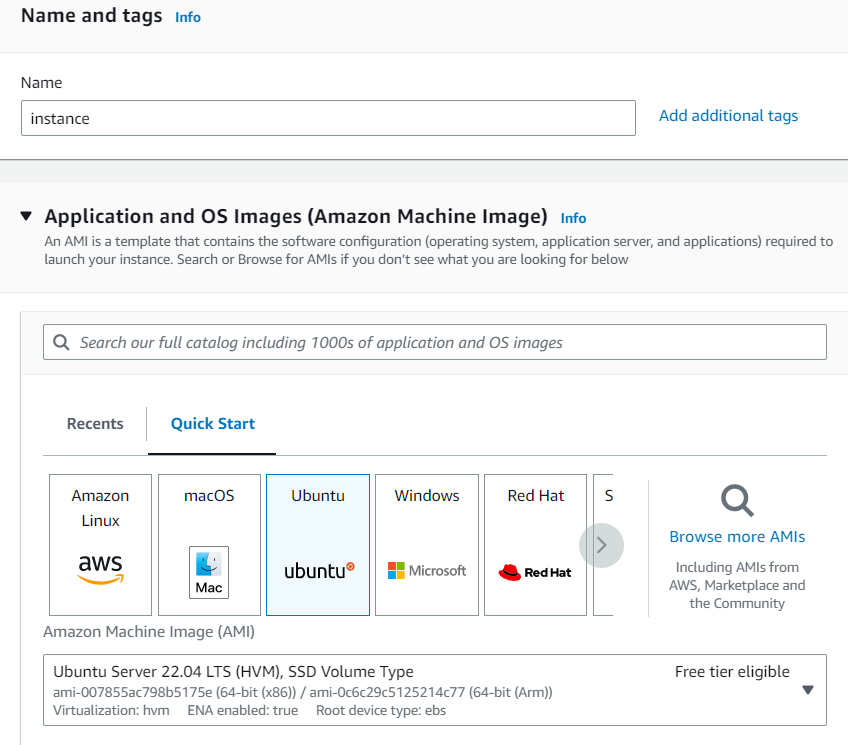 Name and tags Info
Name
instance
Add additional tags
Application and OS Images (Amazon Machine Image) Info
An AMI is a template that contains the software configuration (operating system, application server, and applications) required to
launch your instance. Search or Browse for AMIs if you don't see what you are looking for below
Search our full catalog including 1000s of application and OS images
Recents
Quick Start
Amazon
Linux
aws
macOS
Mac
Ubuntu
ubuntu
Windows
Microsoft
Red Hat
Red Hat
S
Browse more AMIs
Including AMIs from
AWS, Marketplace and
the Community
Amazon Machine Image (AMI)
Ubuntu Server 22.04 LTS (HVM), SSD Volume Type
Free tier eligible
ami-007855ac798b5175e (64-bit (x86)) / ami-0c6c29c5125214c77 (64-bit (Arm))
Virtualization: hvm ENA enabled: true Root device type: ebs